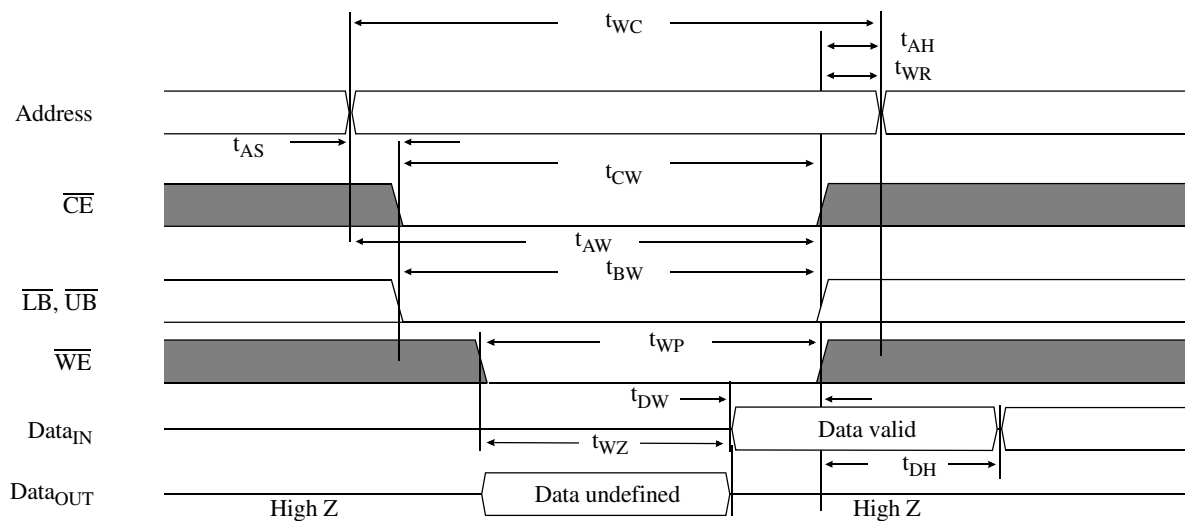 tWC
tAH
tWR
Address
tAS
tCW
CE
tAW
tBW
LB, UB
tWP
WE
tDW
DataIN
Data valid
tWZ
tDH
DataOUT
Data undefined
High Z
High Z